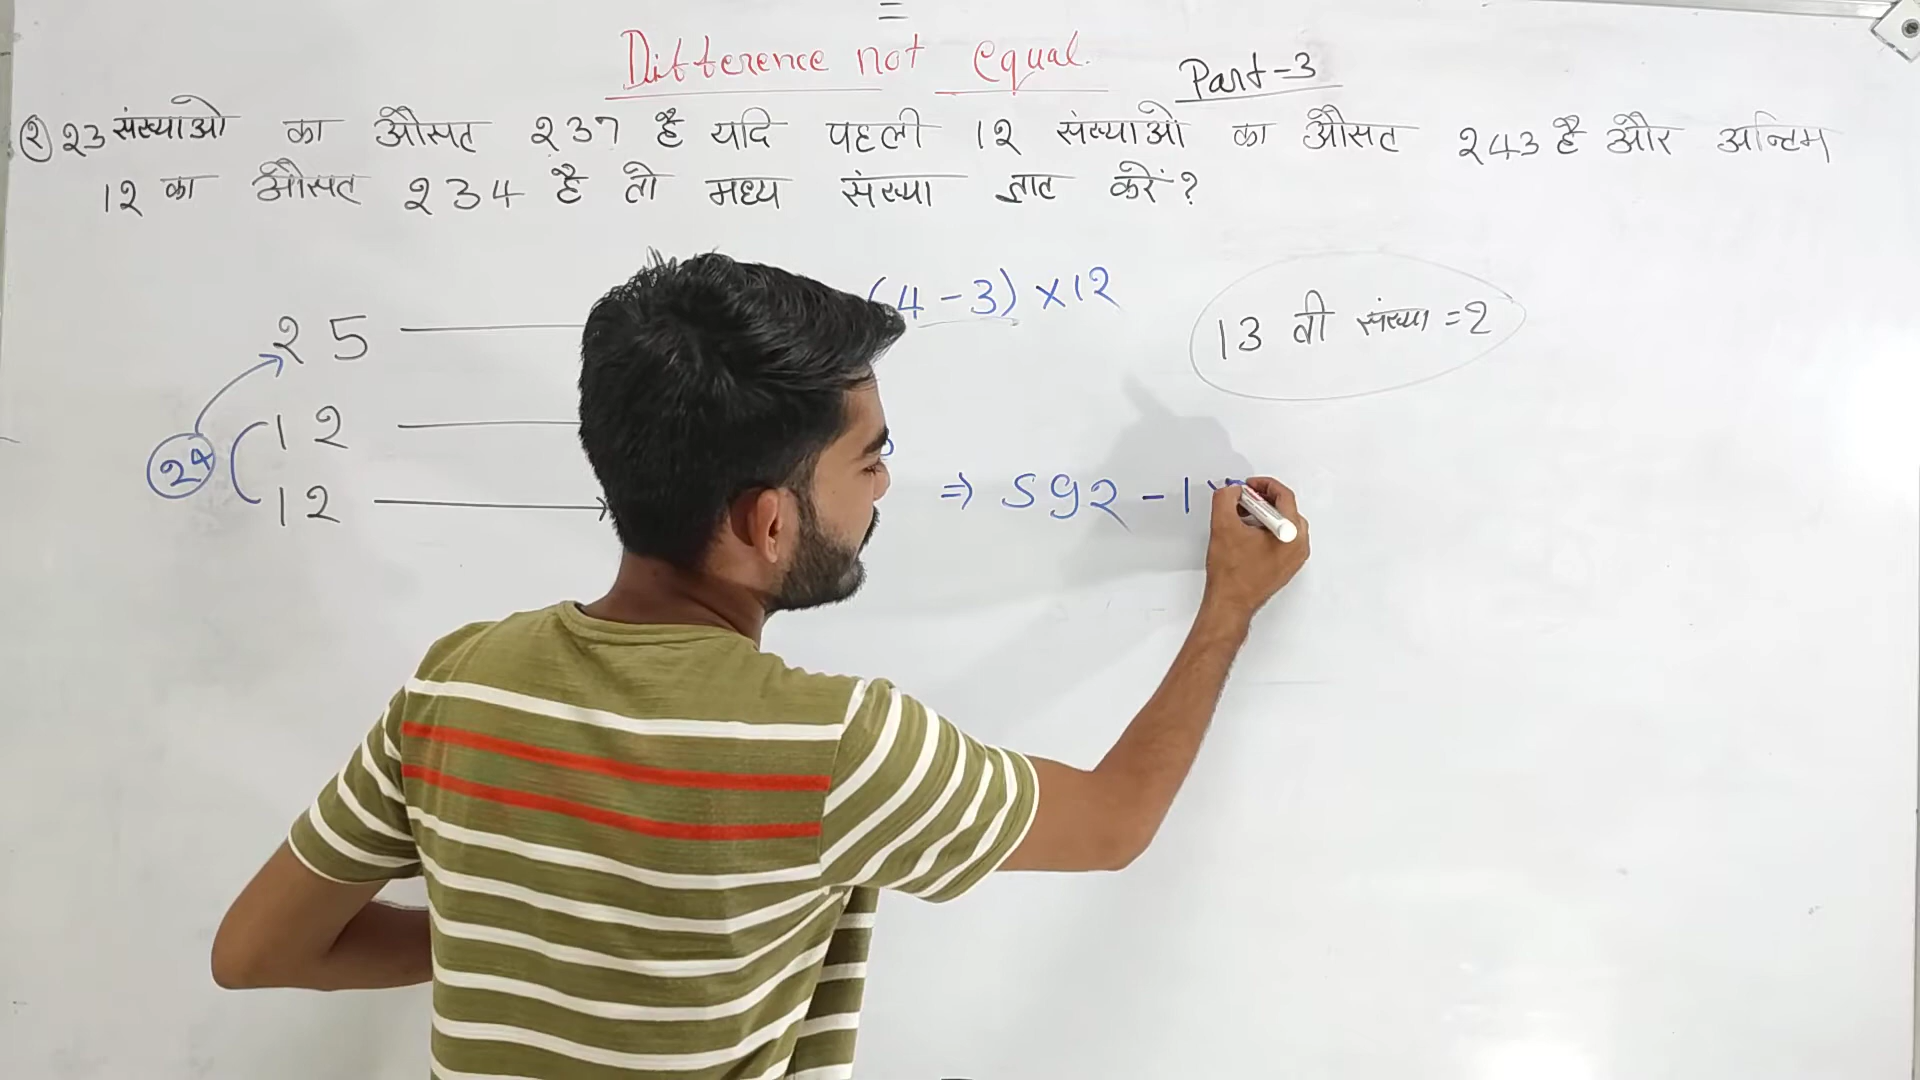 Difference not equal.
Part-3
② 23 संख्याओ का औसत 237 है यदि पहली 12 संख्याओ का औसत 243 है और अन्तिम
12 का औसत 234 है तो मध्य संख्या ज्ञात करें?
(4-3) ×12
25
13 वी संख्या = ?
12
24
12
⇒ 592 - 1